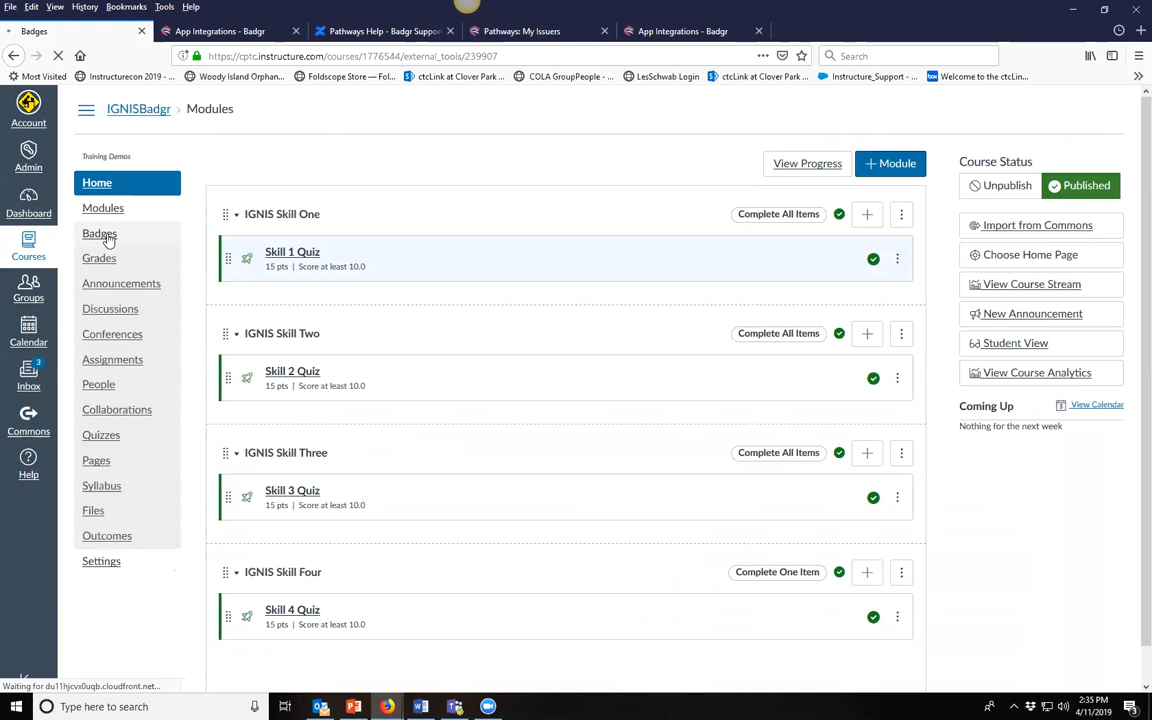 File Edit View History Bookmarks Tools Help
Badges
App Integrations - Badgr
Pathways Help - Badgr Support
Pathways: My Issuers
App Integrations - Badgr
https://cptc.instructure.com/courses/1776544/external_tools/239907
Search
Most Visited
Instructurecon 2019 -...
Woody Island Orphan...
Foldscope Store — Fol...
ctcLink at Clover Park ...
COLA GroupPeople - ...
LesSchwab Login
ctcLink at Clover Park ...
Instructure_Support - ...
Welcome to the ctcLin...
Account
Admin
Dashboard
Courses
Groups
Calendar
3
Inbox
Commons
Help
IGNISBadgr > Modules
Training Demos
Home
Modules
Badges
Grades
Announcements
Discussions
Conferences
Assignments
People
Collaborations
Quizzes
Pages
Syllabus
Files
Outcomes
Settings
View Progress
+ Module
IGNIS Skill One
Complete All Items
Skill 1 Quiz
15 pts | Score at least 10.0
IGNIS Skill Two
Complete All Items
Skill 2 Quiz
15 pts | Score at least 10.0
IGNIS Skill Three
Complete All Items
Skill 3 Quiz
15 pts | Score at least 10.0
IGNIS Skill Four
Complete One Item
Skill 4 Quiz
15 pts | Score at least 10.0
Course Status
Unpublish
Published
Import from Commons
Choose Home Page
View Course Stream
New Announcement
Student View
View Course Analytics
Coming Up
View Calendar
Nothing for the next week
Waiting for du11hjcvx0uqb.cloudfront.net...
Type here to search
2:35 PM
4/11/2019